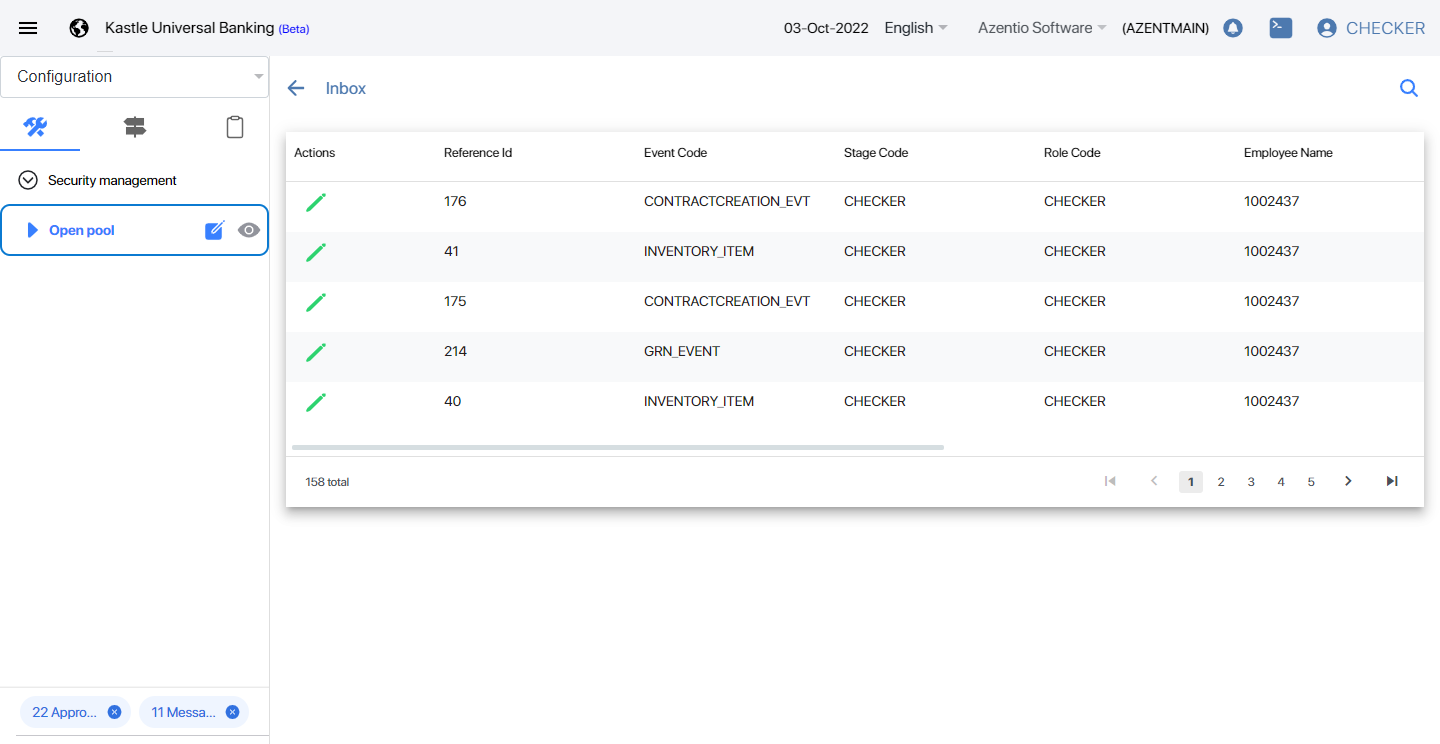 Kastle Universal Banking (Beta)
03-Oct-2022 English Azentio Software (AZENTMAIN) CHECKER
Configuration
Inbox
Security management
Open pool
Actions Reference Id Event Code Stage Code Role Code Employee Name
176 CONTRACTCREATION_EVT CHECKER CHECKER 1002437
41 INVENTORY_ITEM CHECKER CHECKER 1002437
175 CONTRACTCREATION_EVT CHECKER CHECKER 1002437
214 GRN_EVENT CHECKER CHECKER 1002437
40 INVENTORY_ITEM CHECKER CHECKER 1002437
158 total 1 2 3 4 5
22 Appro... 11 Messa...